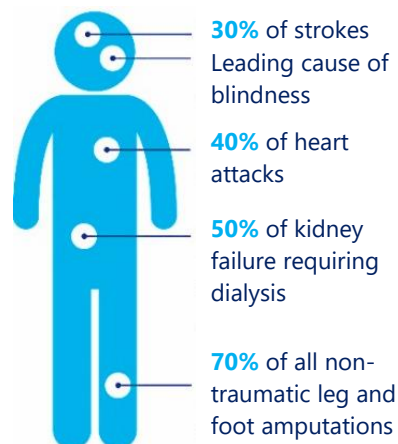 30% of strokes
Leading cause of
blindness
40% of heart
attacks
50% of kidney
failure requiring
dialysis
70% of all non-
traumatic leg and
foot amputations